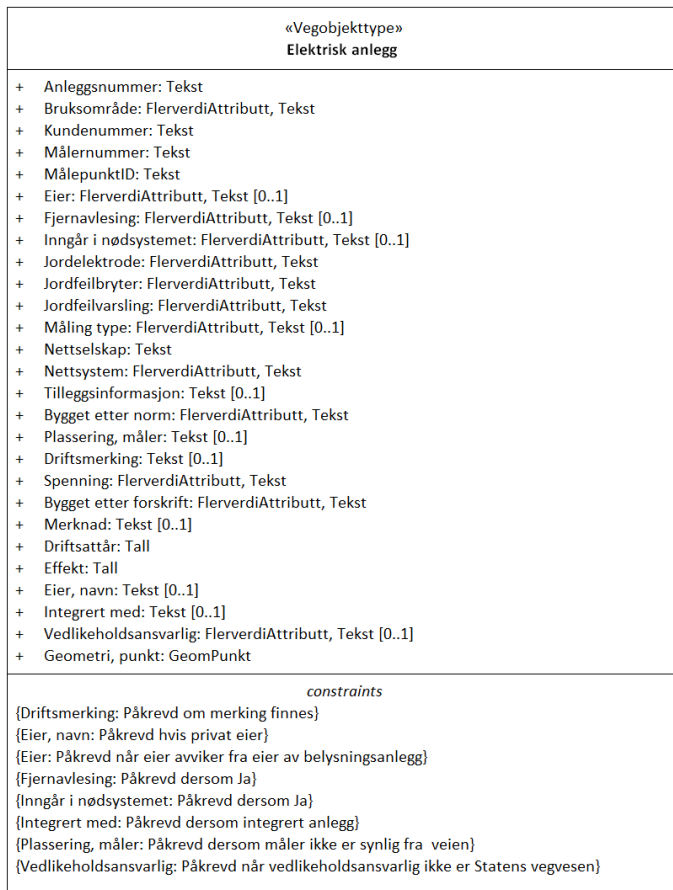 «Vegobjekttype»
Elektrisk anlegg
+ Anleggsnummer: Tekst
+ Bruksområde: FlerverdiAttributt, Tekst
+ Kundenummer: Tekst
+ Målernummer: Tekst
+ MålepunktID: Tekst
+ Eier: FlerverdiAttributt, Tekst [0..1]
+ Fjernavlesing: FlerverdiAttributt, Tekst [0..1]
+ Inngår i nødsystemet: FlerverdiAttributt, Tekst [0..1]
+ Jordelektrode: FlerverdiAttributt, Tekst
+ Jordfeilbryter: FlerverdiAttributt, Tekst
+ Jordfeilvarsling: FlerverdiAttributt, Tekst
+ Måling type: FlerverdiAttributt, Tekst [0..1]
+ Nettselskap: Tekst
+ Nettsystem: FlerverdiAttributt, Tekst
+ Tilleggsinformasjon: Tekst [0..1]
+ Bygget etter norm: FlerverdiAttributt, Tekst
+ Plassering, måler: Tekst [0..1]
+ Driftsmerking: Tekst [0..1]
+ Spenning: FlerverdiAttributt, Tekst
+ Bygget etter forskrift: FlerverdiAttributt, Tekst
+ Merknad: Tekst [0..1]
+ Driftsattår: Tall
+ Effekt: Tall
+ Eier, navn: Tekst [0..1]
+ Integrert med: Tekst [0..1]
+ Vedlikeholdsansvarlig: FlerverdiAttributt, Tekst [0..1]
+ Geometri, punkt: GeomPunkt
constraints
{Driftsmerking: Påkrevd om merking finnes}
{Eier, navn: Påkrevd hvis privat eier}
{Eier: Påkrevd når eier avviker fra eier av belysningsanlegg}
{Fjernavlesing: Påkrevd dersom Ja}
{Inngår i nødsystemet: Påkrevd dersom Ja}
{Integrert med: Påkrevd dersom integrert anlegg}
{Plassering, måler: Påkrevd dersom måler ikke er synlig fra  veien}
{Vedlikeholdsansvarlig: Påkrevd når vedlikeholdsansvarlig ikke er Statens vegvesen}